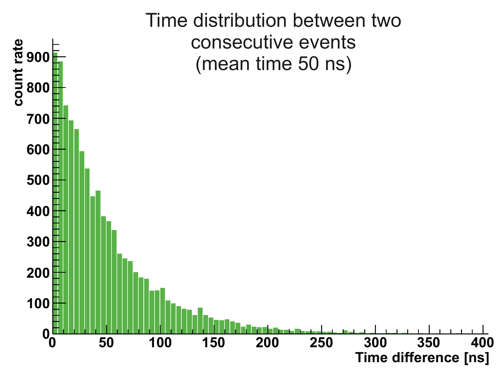 Time distribution between two
consecutive events
(mean time 50 ns)
count rate
900
800
700
600
500
400
300
200
100
0
0 50 100 150 200 250 300 350 400
Time difference [ns]